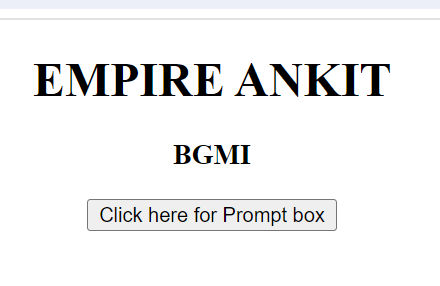 EMPIRE ANKIT
BGMI
Click here for Prompt box